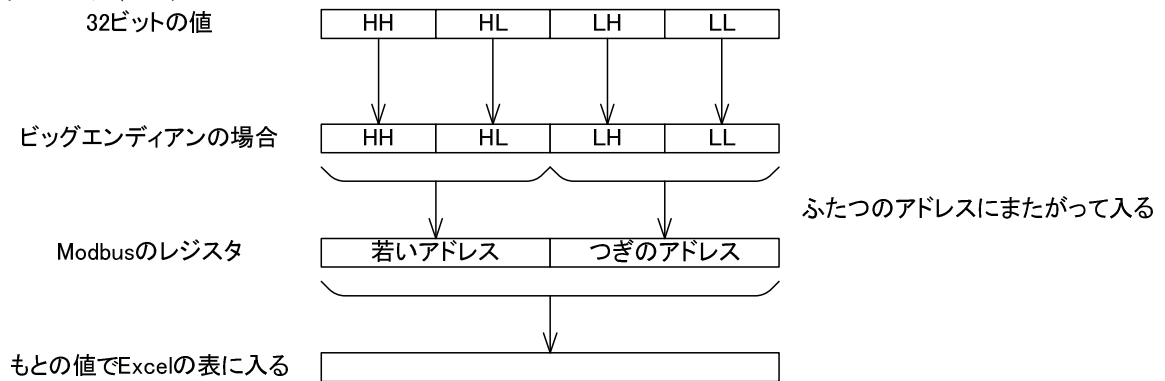 32ビットの値 HH HL LH LL
ビッグエンディアンの場合 HH HL LH LL
ふたつのアドレスにまたがって入る
Modbusのレジスタ 若いアドレス つぎのアドレス
もとの値でExcelの表に入る